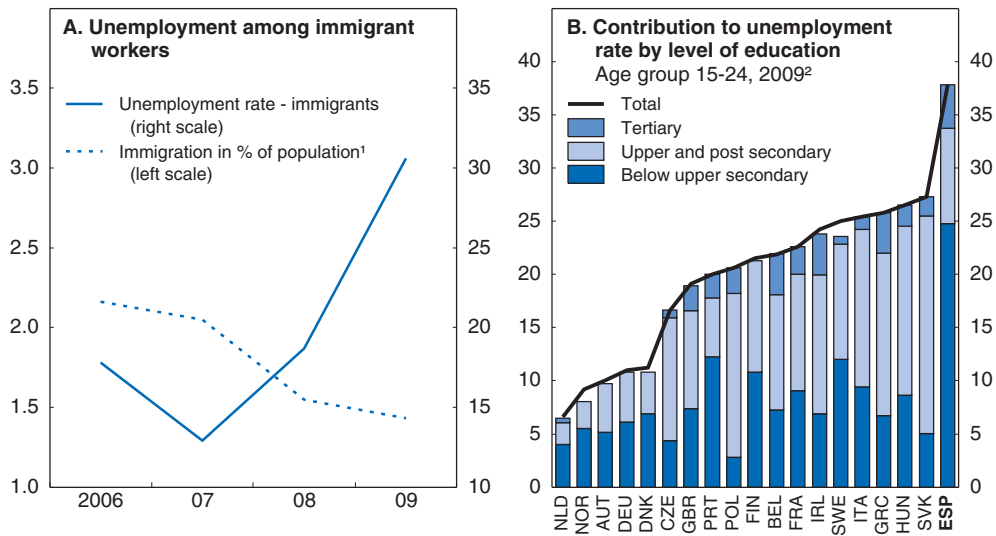 A. Unemployment among immigrant
workers
3.5
3.0
2.5
2.0
1.5
1.0
35
30
25
20
15
10
Unemployment rate - immigrants
(right scale)
Immigration in % of population¹
(left scale)
2006 07 08 09
B. Contribution to unemployment
rate by level of education
Age group 15-24, 2009²
Total
Tertiary
Upper and post secondary
Below upper secondary
40
35
30
25
20
15
10
5
0
40
35
30
25
20
15
10
5
0
NLD
NOR
AUT
DEU
DNK
CZE
GBR
PRT
POL
FIN
BEL
FRA
IRL
SWE
ITA
GRC
HUN
SVK
ESP